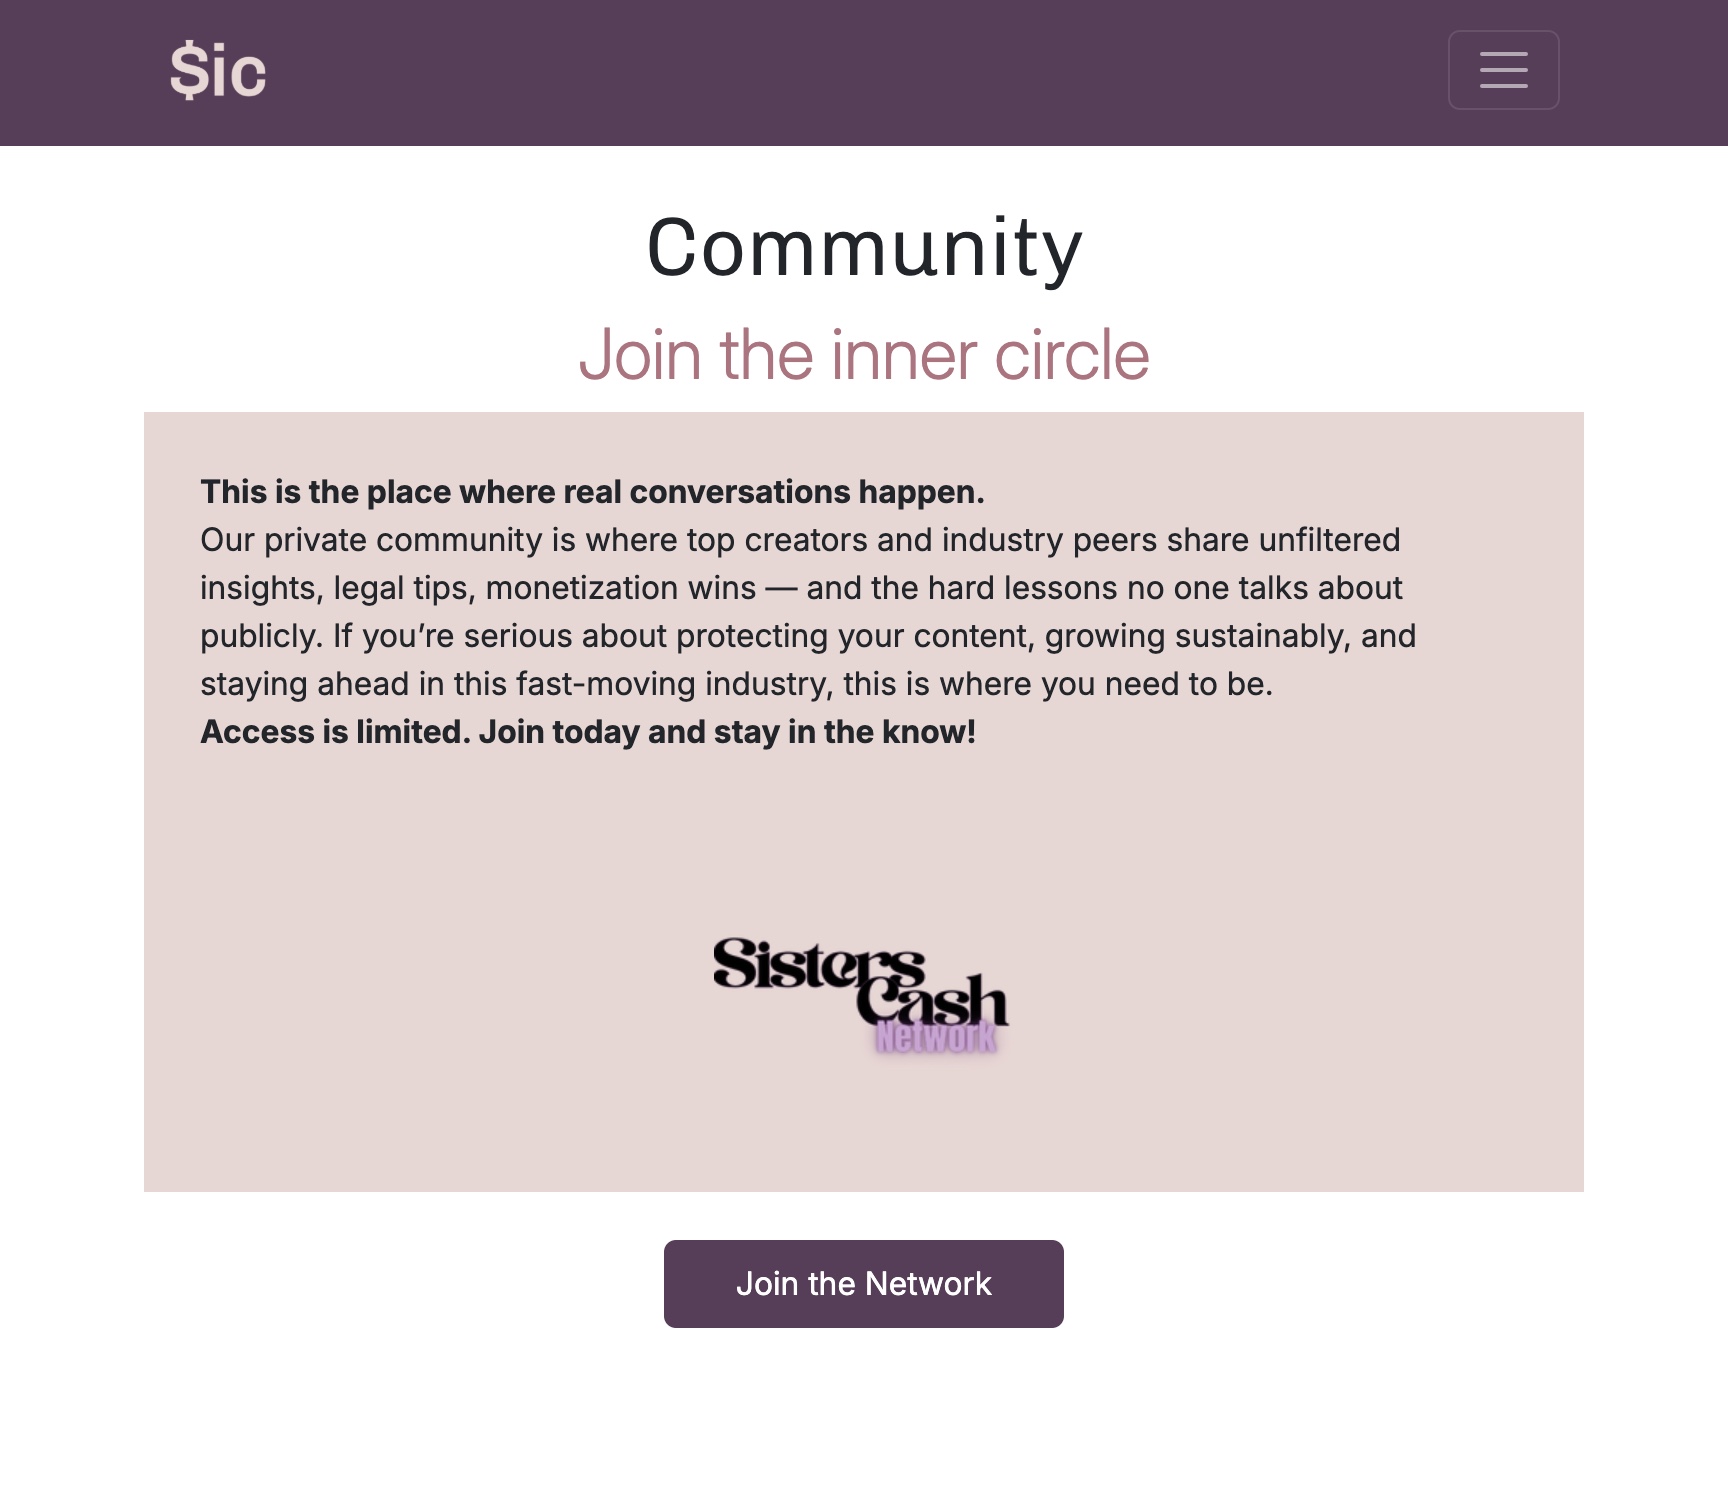 $ic
Community
Join the inner circle
This is the place where real conversations happen.
Our private community is where top creators and industry peers share unfiltered
insights, legal tips, monetization wins — and the hard lessons no one talks about
publicly. If you’re serious about protecting your content, growing sustainably, and
staying ahead in this fast-moving industry, this is where you need to be.
Access is limited. Join today and stay in the know!
Sisters
Cash
Network
Join the Network